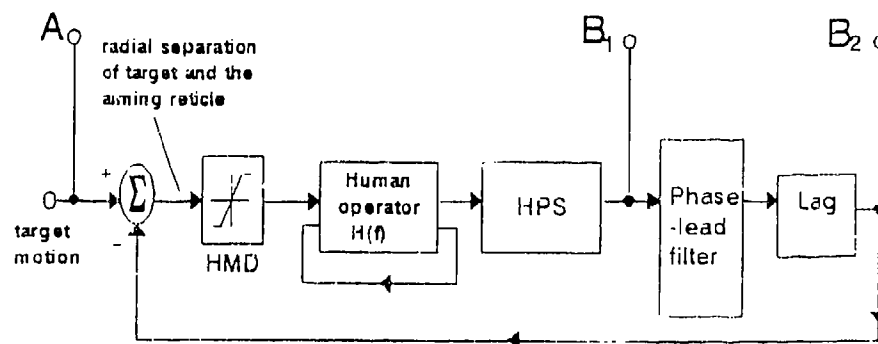 A
B1
B2
radial separation
of target and the
aiming reticle
+
Σ
-
target
motion
HMD
Human
operator
H(f)
HPS
Phase
-lead
filter
Lag